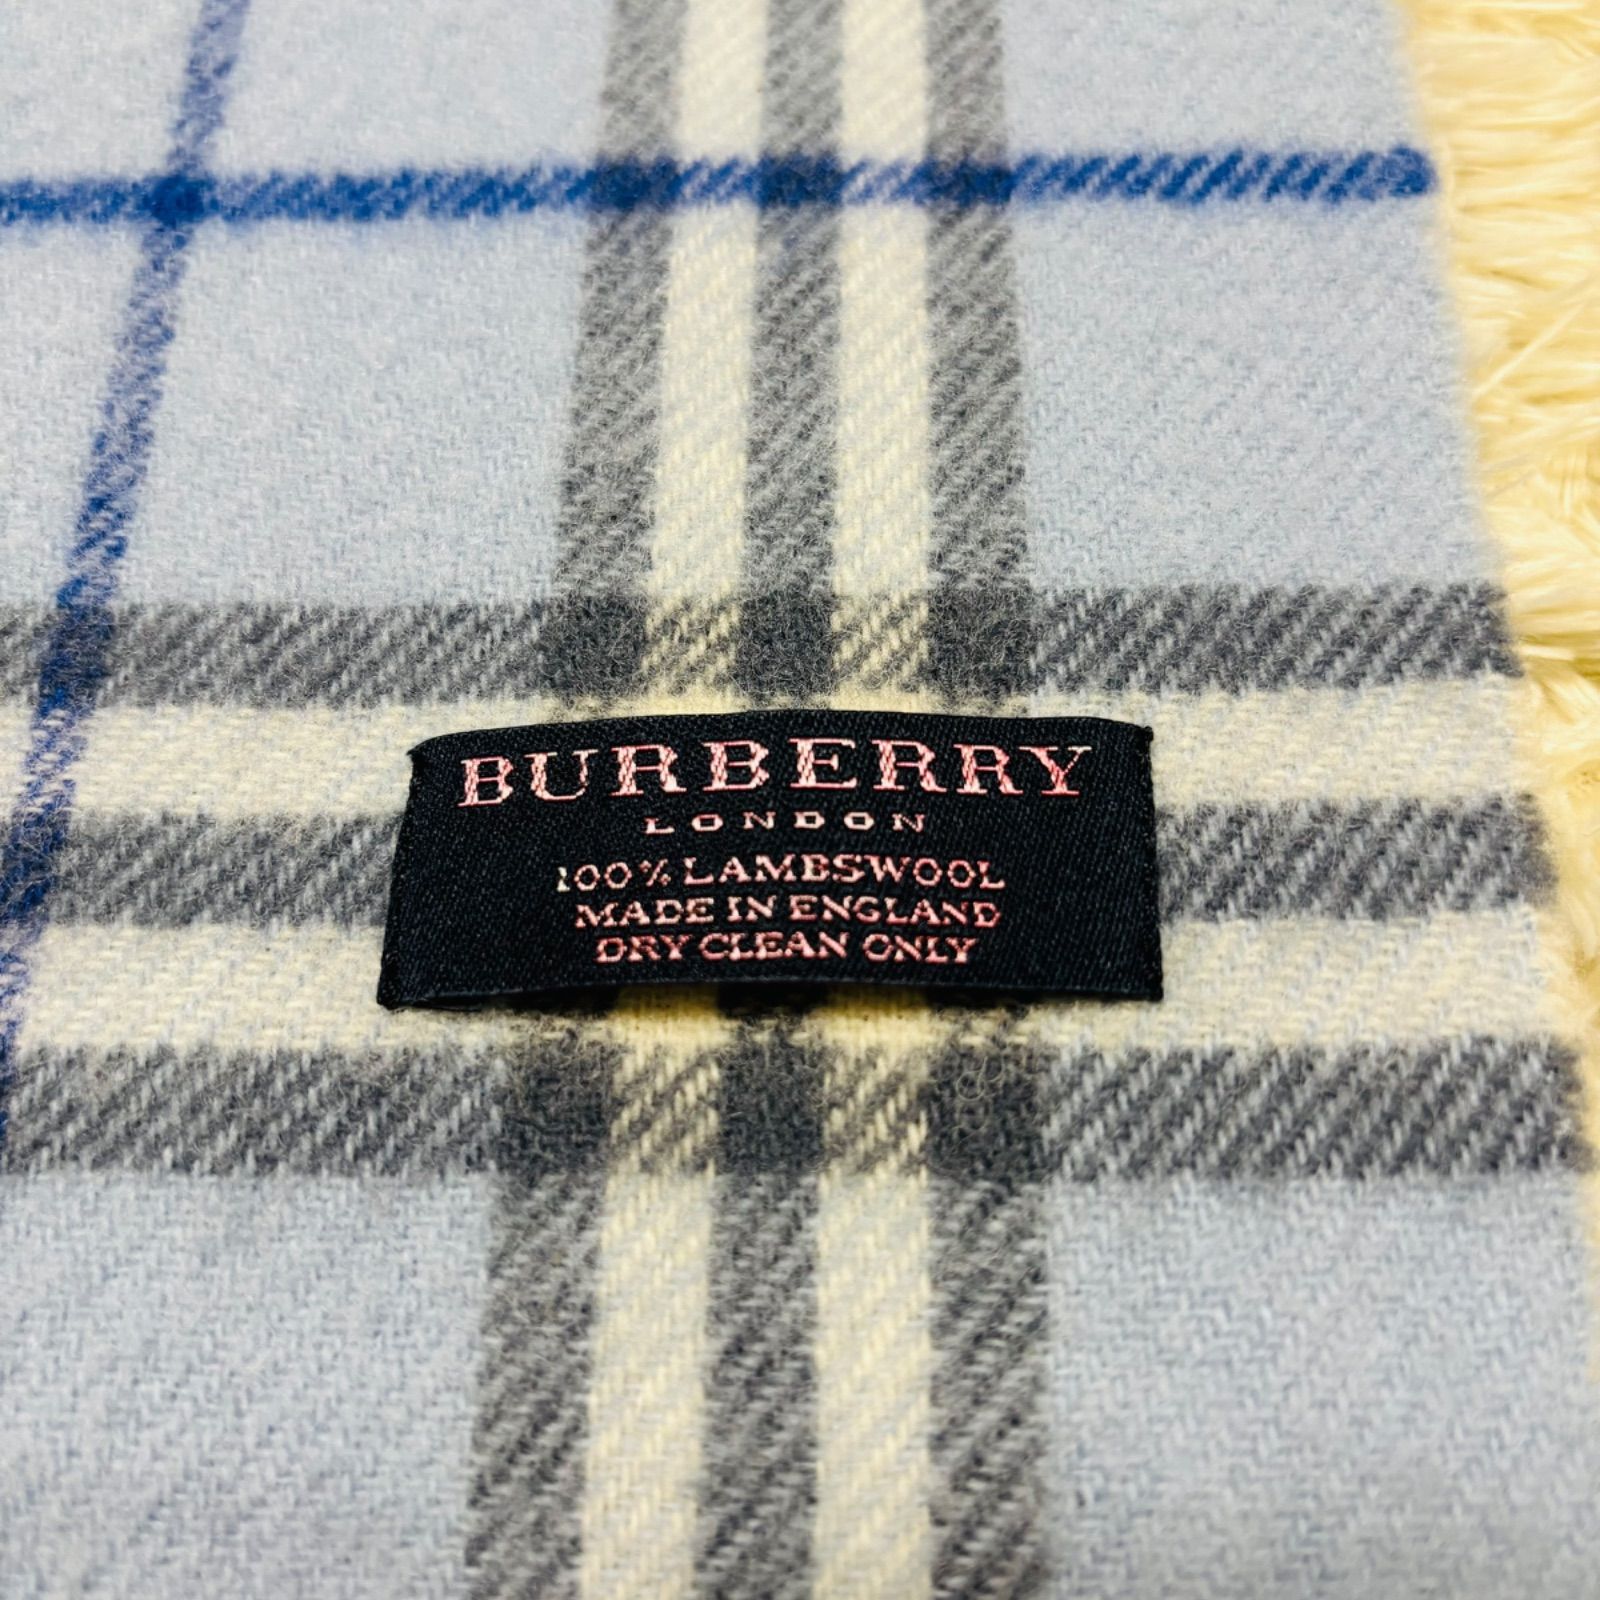 BURBERRY
LONDON
100% LAMBSWOOL
MADE IN ENGLAND
DRY CLEAN ONLY